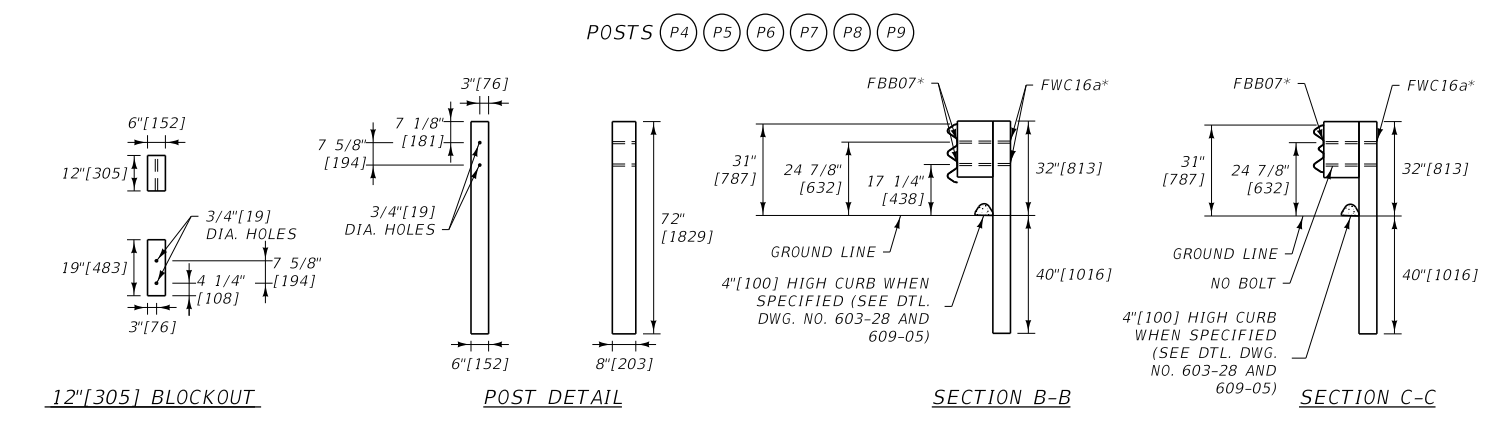 POSTS P4 P5 P6 P7 P8 P9
6"[152]
12"[305]
3/4"[19]
DIA. HOLES
19"[483]
7 5/8"
[194]
4 1/4"
[108]
3"[76]
12"[305] BLOCKOUT
3"[76]
7 1/8"
[181]
7 5/8"
[194]
3/4"[19]
DIA. HOLES
6"[152]
72"
[1829]
8"[203]
POST DETAIL
FBB07*
FWC16a*
31"
[787]
24 7/8"
[632]
17 1/4"
[438]
32"[813]
GROUND LINE
40"[1016]
4"[100] HIGH CURB WHEN
SPECIFIED (SEE DTL.
DWG. NO. 603-28 AND
609-05)
SECTION B-B
FBB07*
FWC16a*
31"
[787]
24 7/8"
[632]
32"[813]
GROUND LINE
NO BOLT
40"[1016]
4"[100] HIGH CURB
WHEN SPECIFIED
(SEE DTL. DWG.
NO. 603-28 AND
609-05)
SECTION C-C